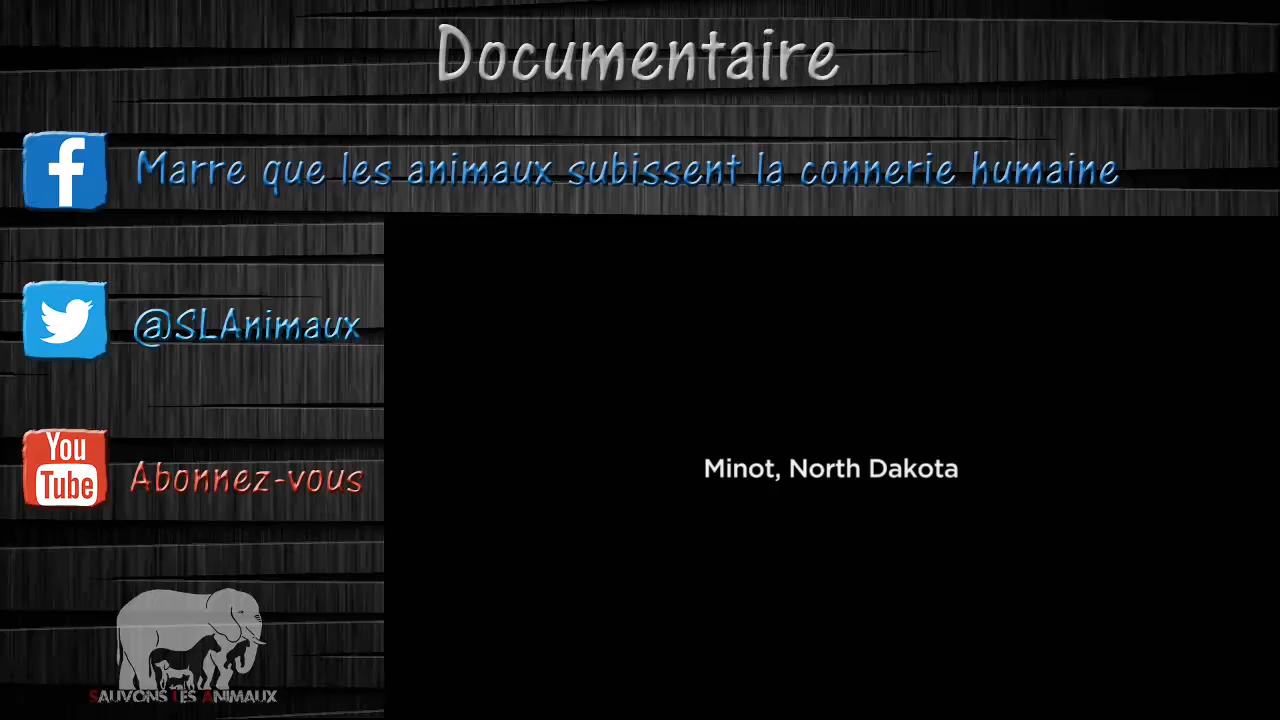 Documentaire
Marre que les animaux subissent la connerie humaine
@SLAnimaux
You
Tube
Abonnez-vous
Minot, North Dakota
SAUVONS LES ANIMAUX